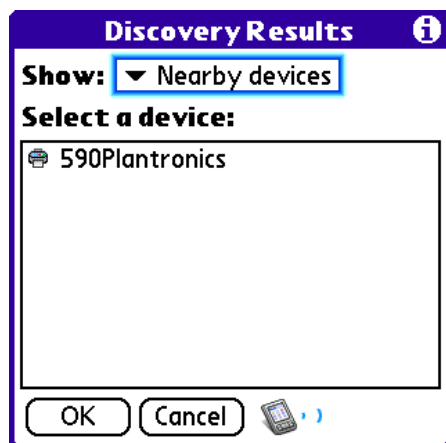 Discovery Results
Show: Nearby devices
Select a device:
590Plantronics
OK Cancel